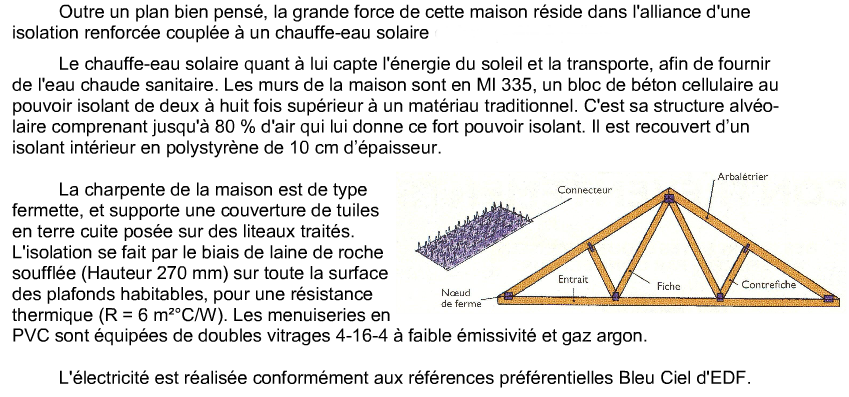 Outre un plan bien pensé, la grande force de cette maison réside dans l'alliance d'une
isolation renforcée couplée à un chauffe-eau solaire
Le chauffe-eau solaire quant à lui capte l'énergie du soleil et la transporte, afin de fournir
de l'eau chaude sanitaire. Les murs de la maison sont en MI 335, un bloc de béton cellulaire au
pouvoir isolant de deux à huit fois supérieur à un matériau traditionnel. C'est sa structure alvéo-
laire comprenant jusqu'à 80 % d'air qui lui donne ce fort pouvoir isolant. Il est recouvert d'un
isolant intérieur en polystyrène de 10 cm d'épaisseur.
La charpente de la maison est de type
fermette, et supporte une couverture de tuiles
en terre cuite posée sur des liteaux traités.
L'isolation se fait par le biais de laine de roche
soufflée (Hauteur 270 mm) sur toute la surface
des plafonds habitables, pour une résistance
thermique (R = 6 m²°C/W). Les menuiseries en
PVC sont équipées de doubles vitrages 4-16-4 à faible émissivité et gaz argon.
Connecteur
Arbalétrier
Entrait
Fiche
Contrefiche
Nœud
de ferme
L'électricité est réalisée conformément aux références préférentielles Bleu Ciel d'EDF.